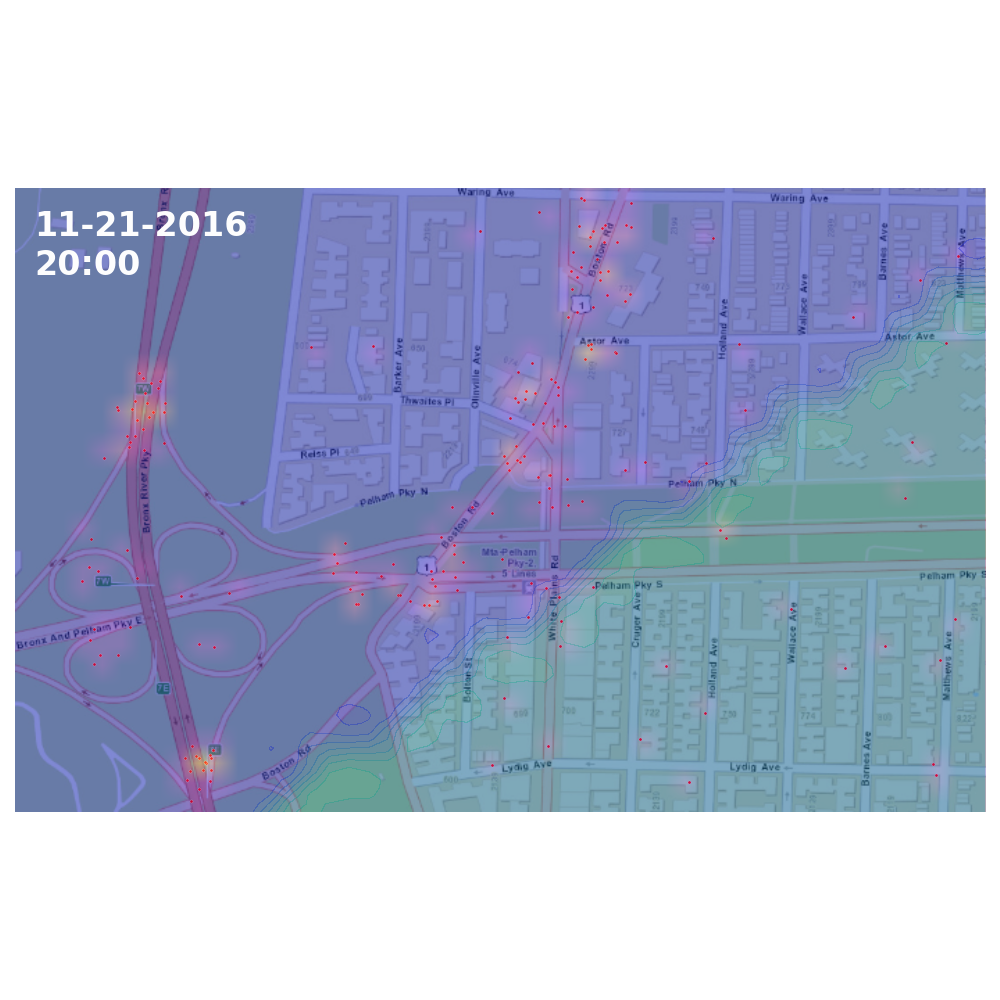 Waring Ave
Waring Ave
11-21-2016
20:00
Boston Rd
Barnes Ave
Matthews Ave
1
Wallace Ave
Holland Ave
Astor Ave
Astor Ave
Barker Ave
Olinville Ave
Thwaites Pl
Reiss Pl
Bronx River Pky
Pelham Pky N
Pelham Pky N
Boston Rd
1
Mta-Pelham
Pky-2,
5 Lines
White Plains Rd
Pelham Pky S
Pelham Pky S
7W
Bronx And Pelham Pky E
Cruger Ave
Holland Ave
Wallace Ave
Matthews Ave
Bolton St
7E
Boston Rd
Lydig Ave
Lydig Ave
Barnes Ave